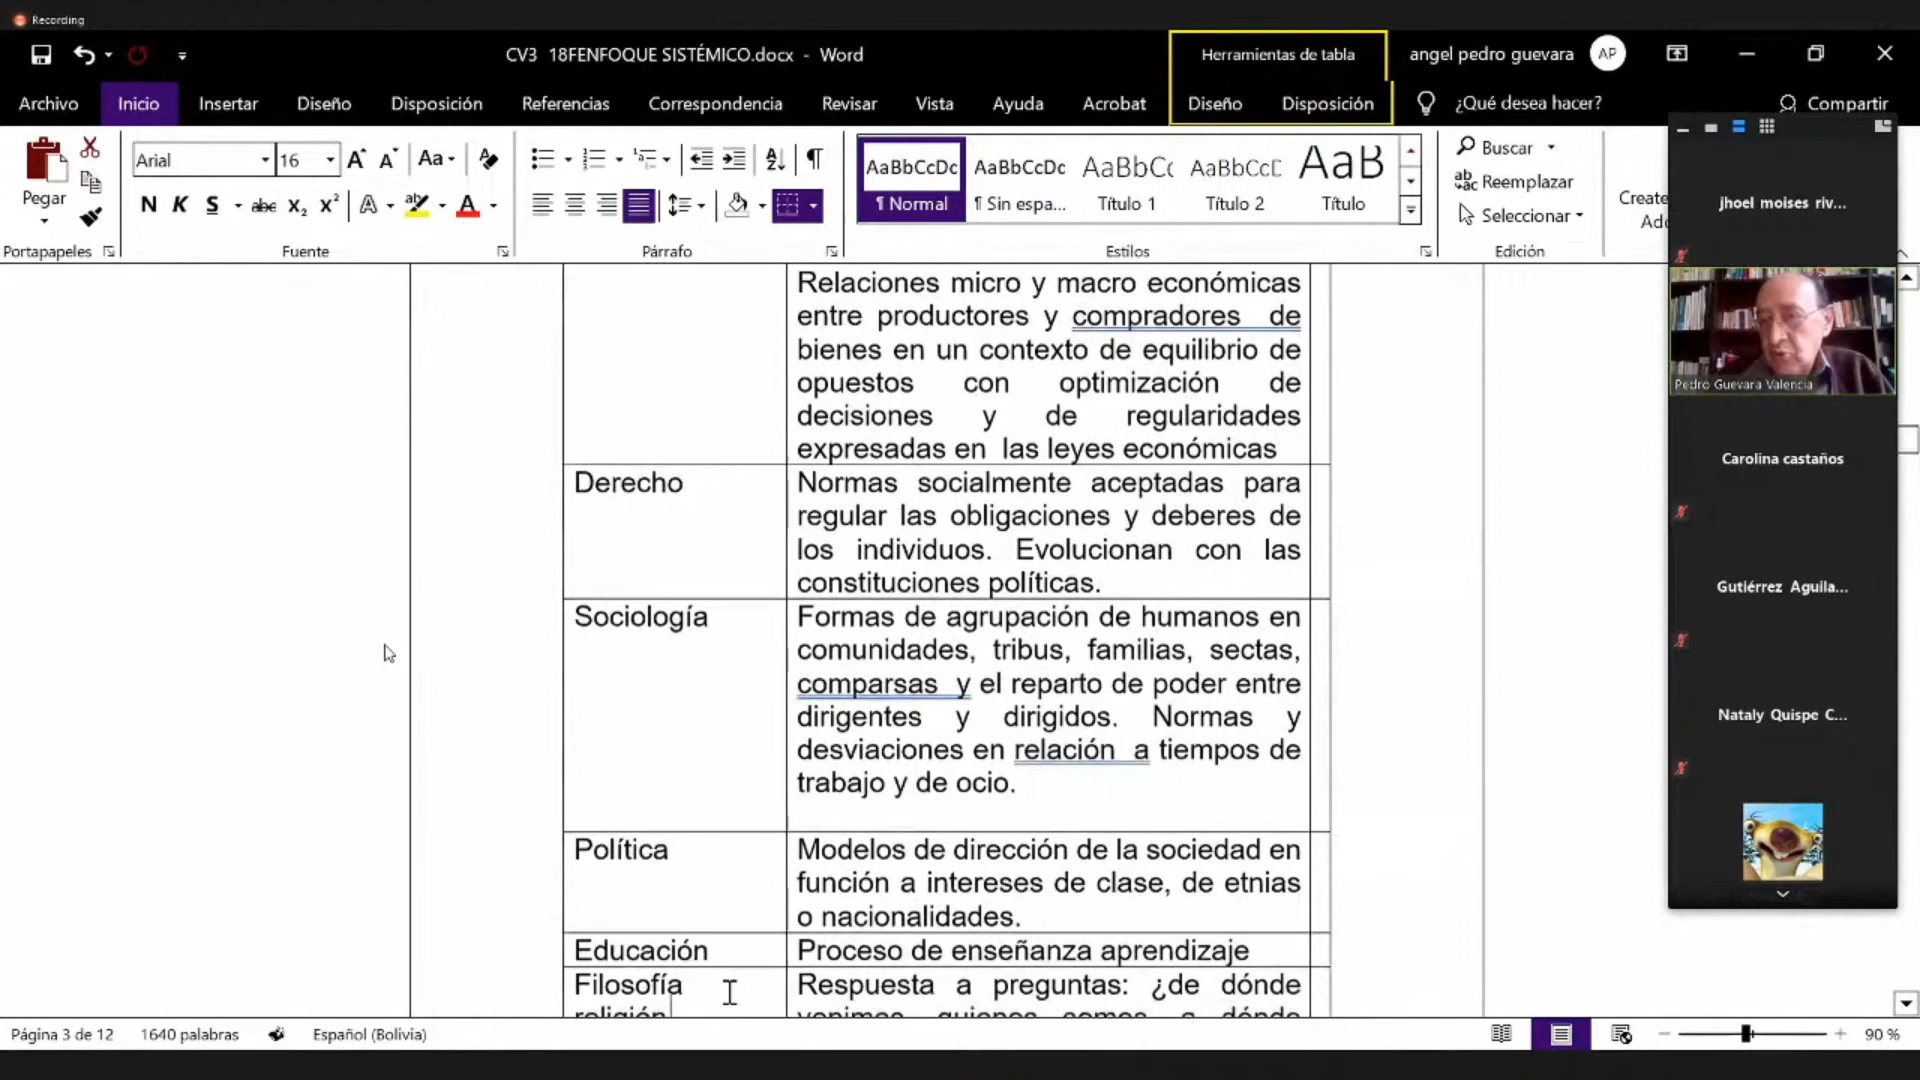 Recording
CV3 18FENFOQUE SISTÉMICO.docx - Word
Herramientas de tabla
angel pedro guevara
AP
Archivo
Inicio
Insertar
Diseño
Disposición
Referencias
Correspondencia
Revisar
Vista
Ayuda
Acrobat
Diseño
Disposición
¿Qué desea hacer?
Compartir
Pegar
Arial
16
Aa
N K S abc X₂ X²
A
AaBbCcDc
AaBbCcDc
AaBbCc
AaBbCcC
AaB
¶ Normal
¶ Sin espa...
Título 1
Título 2
Título
Buscar
Reemplazar
Seleccionar
Create
Portapapeles
Fuente
Párrafo
Estilos
Edición
jhoel moises riv...
Pedro Guevara Valencia
Carolina castaños
Gutiérrez Aguila...
Nataly Quispe C...
Relaciones micro y macro económicas
entre productores y compradores de
bienes en un contexto de equilibrio de
opuestos con optimización de
decisiones y de regularidades
expresadas en las leyes económicas
Derecho
Normas socialmente aceptadas para
regular las obligaciones y deberes de
los individuos. Evolucionan con las
constituciones políticas.
Sociología
Formas de agrupación de humanos en
comunidades, tribus, familias, sectas,
comparsas y el reparto de poder entre
dirigentes y dirigidos. Normas y
desviaciones en relación a tiempos de
trabajo y de ocio.
Política
Modelos de dirección de la sociedad en
función a intereses de clase, de etnias
o nacionalidades.
Educación
Proceso de enseñanza aprendizaje
Filosofía
religión
Respuesta a preguntas: ¿de dónde
venimos, quienes somos, a dónde
Página 3 de 12
1640 palabras
Español (Bolivia)
90 %